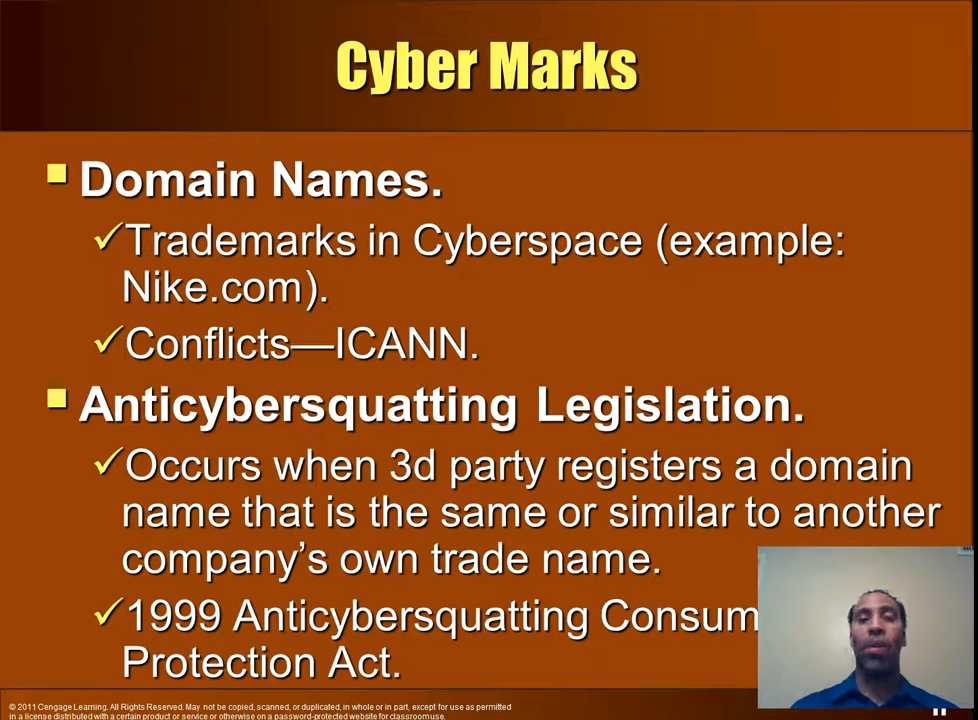 Cyber Marks
Domain Names.
Trademarks in Cyberspace (example:
Nike.com).
Conflicts—ICANN.
Anticybersquatting Legislation.
Occurs when 3d party registers a domain
name that is the same or similar to another
company's own trade name.
1999 Anticybersquatting Consum
Protection Act.
© 2011 Cengage Learning. All Rights Reserved. May not be copied, scanned, or duplicated, in whole or in part, except for use as permitted
in a license distributed with a certain product or service or otherwise on a password-protected website for classroom use.